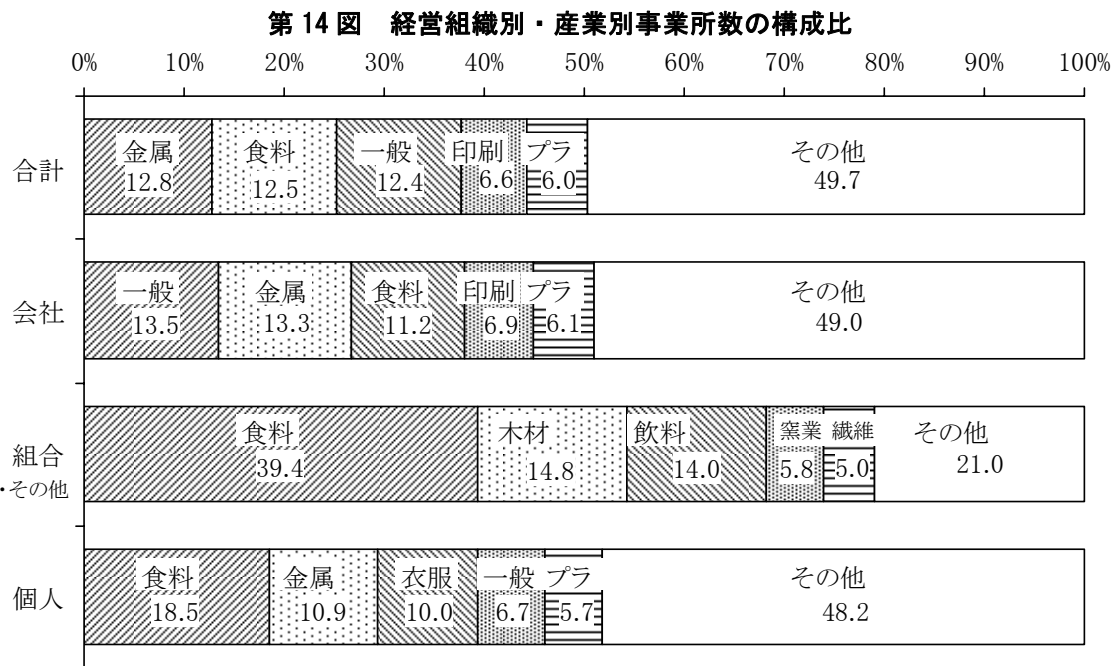 第 14 図　経営組織別・産業別事業所数の構成比
0% 10% 20% 30% 40% 50% 60% 70% 80% 90% 100%
合計
金属 食料 一般 印刷 プラ その他
12.8 12.5 12.4 6.6 6.0 49.7
会社
一般 金属 食料 印刷 プラ その他
13.5 13.3 11.2 6.9 6.1 49.0
組合
・その他
食料 木材 飲料 窯業 繊維 その他
39.4 14.8 14.0 5.8 5.0 21.0
個人
食料 金属 衣服 一般 プラ その他
18.5 10.9 10.0 6.7 5.7 48.2